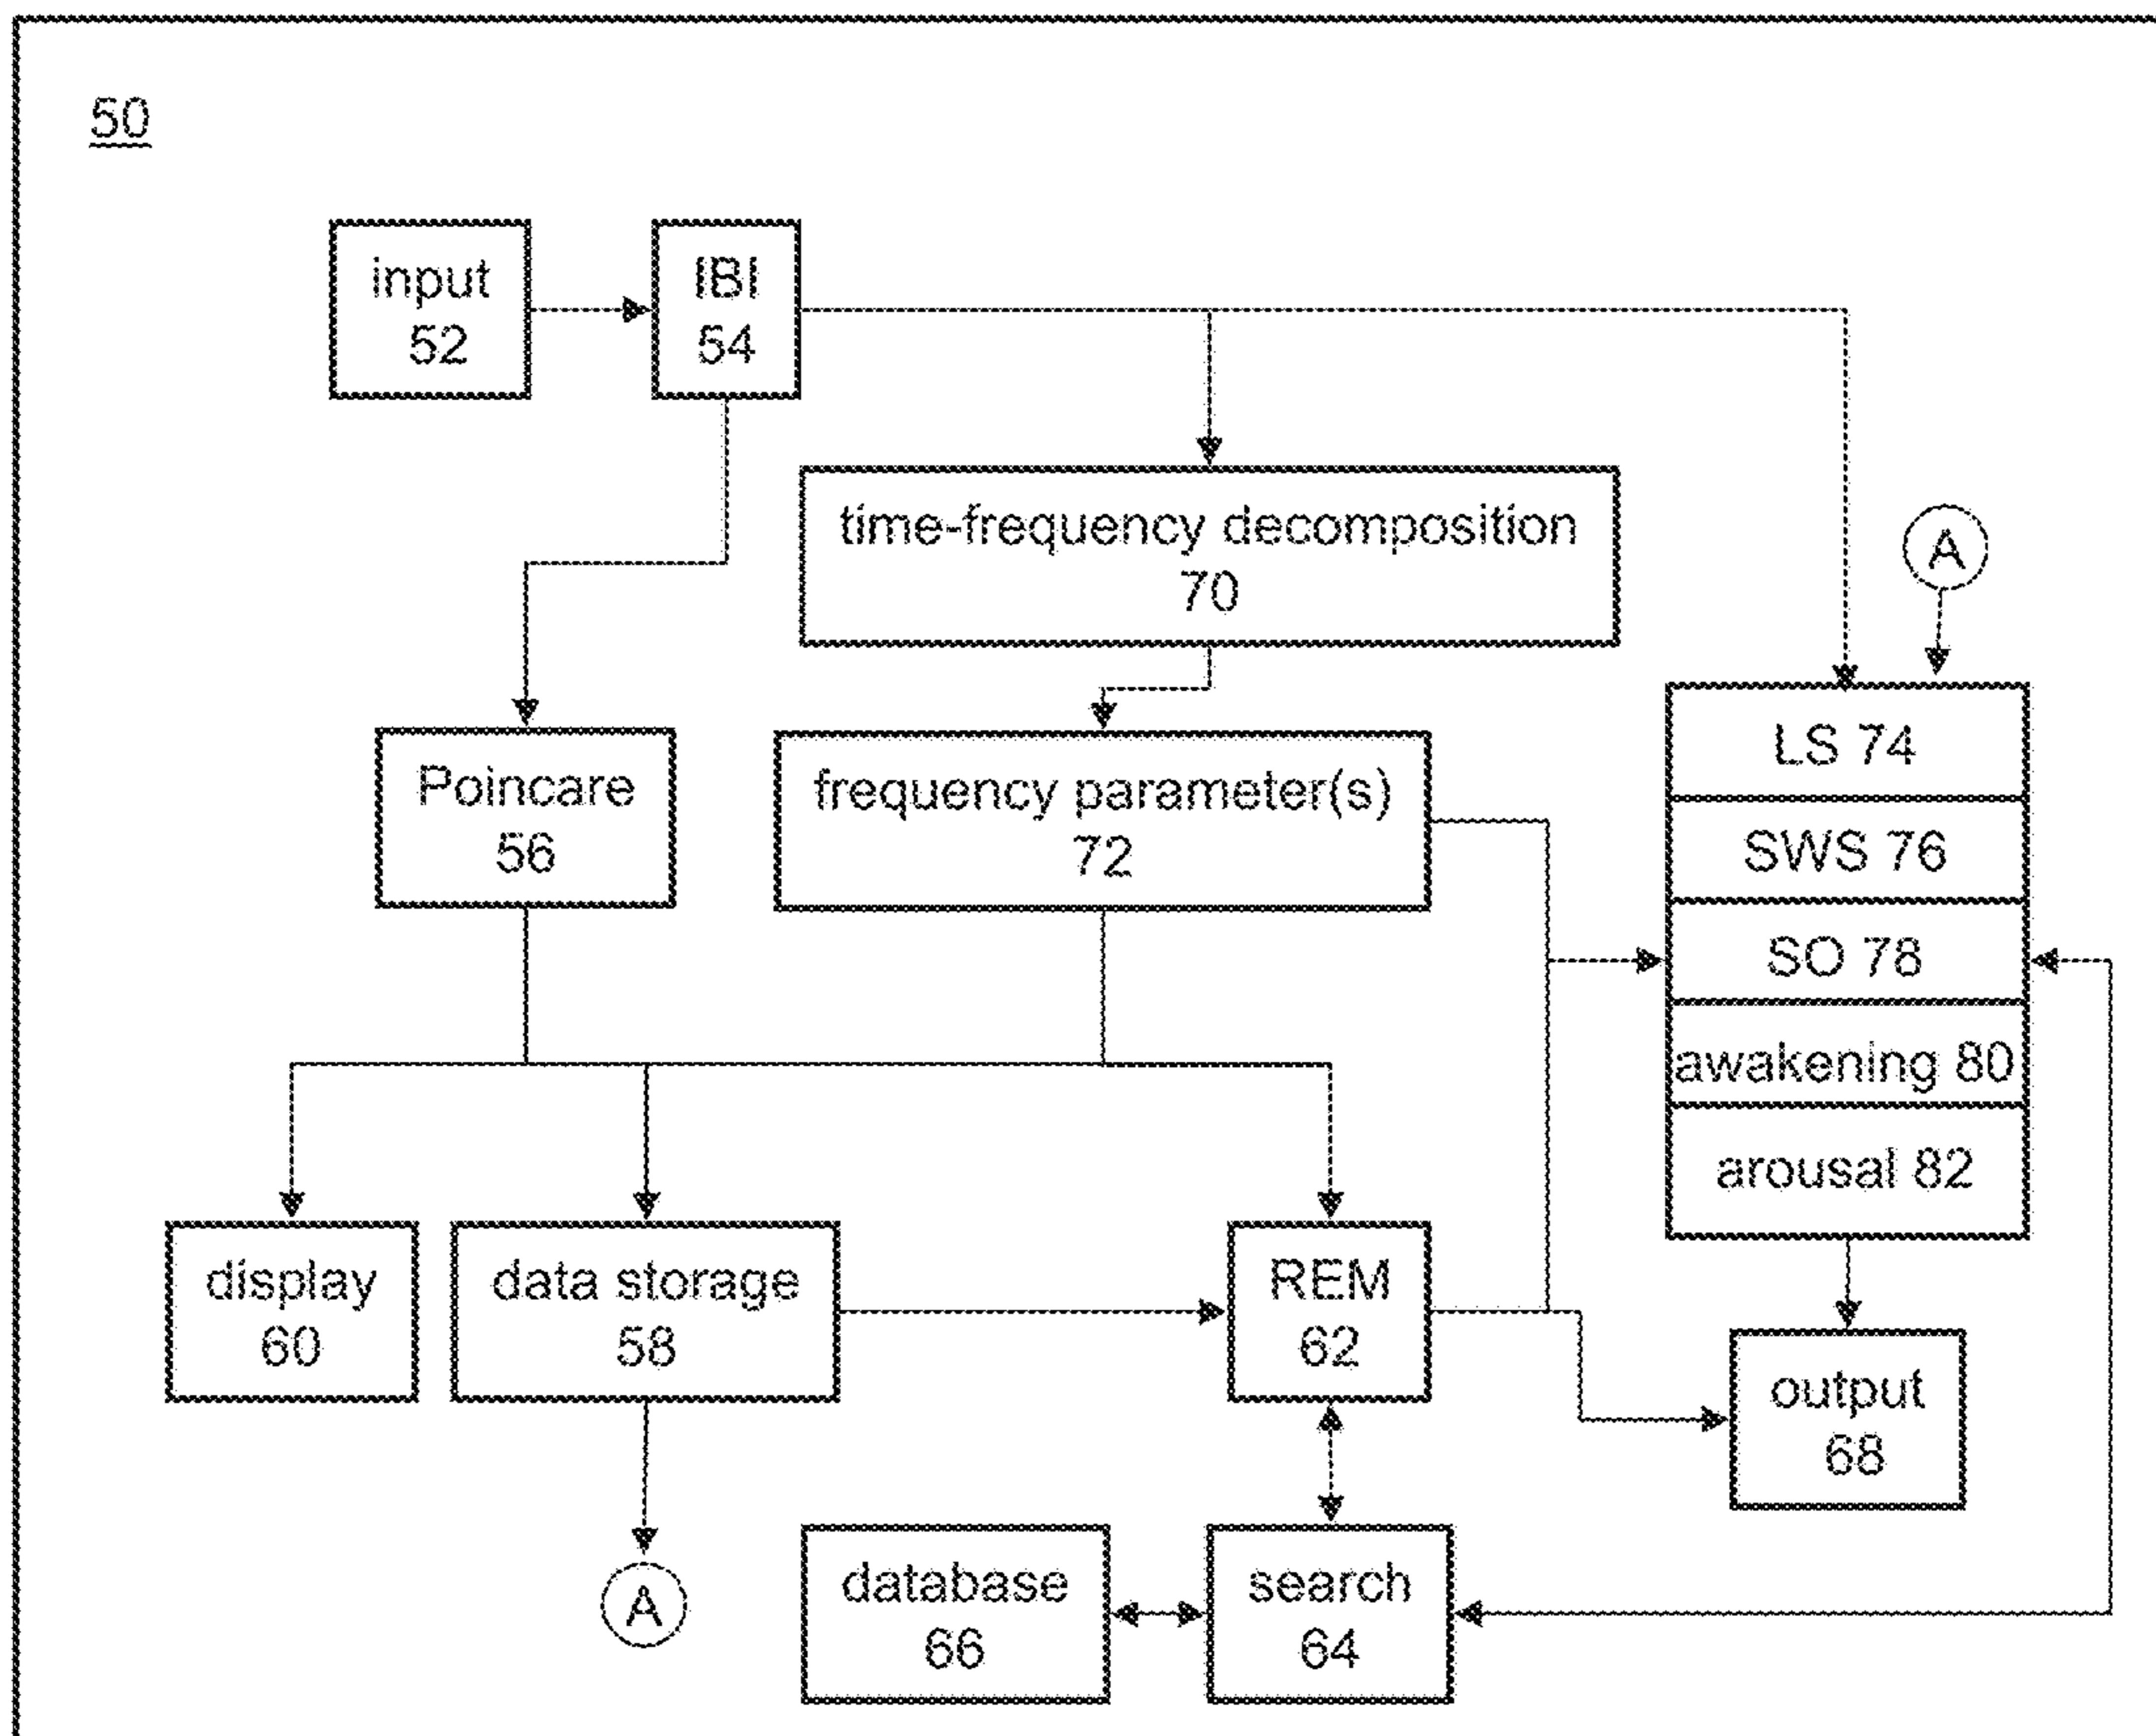 50
input
52
IBI
54
time-frequency decomposition
70
A
Poincare
56
frequency parameter(s)
72
LS 74
SWS 76
SO 78
awakening 80
arousal 82
display
60
data storage
58
REM
62
output
68
A
database
66
search
64